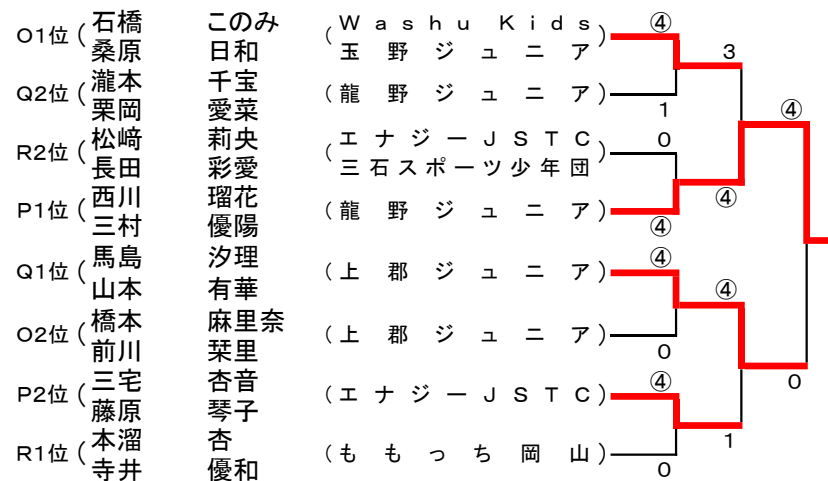 石橋 このみ Ｗａｓｈｕ Ｋｉｄｓ ④
O1位 ( ( )
桑原 日和 玉野ジュニア 3
瀧本 千宝
Q2位 ( (龍野ジュニア)
栗岡 愛菜 1 ④
松﨑 莉央 エナジーＪＳＴＣ 0
R2位 ( ( )
長田 彩愛 三石スポーツ少年団
西川 瑠花 ④
P1位 ( (龍野ジュニア)
三村 優陽 ④
馬島 汐理 ④
Q1位 ( (上郡ジュニア)
山本 有華 ④
橋本 麻里奈
O2位 ( (上郡ジュニア)
前川 栞里 0
三宅 杏音 ④ 0
P2位 ( (エナジーＪＳＴＣ)
藤原 琴子
本溜 杏 1
R1位 ( (ももっち岡山)
寺井 優和 0